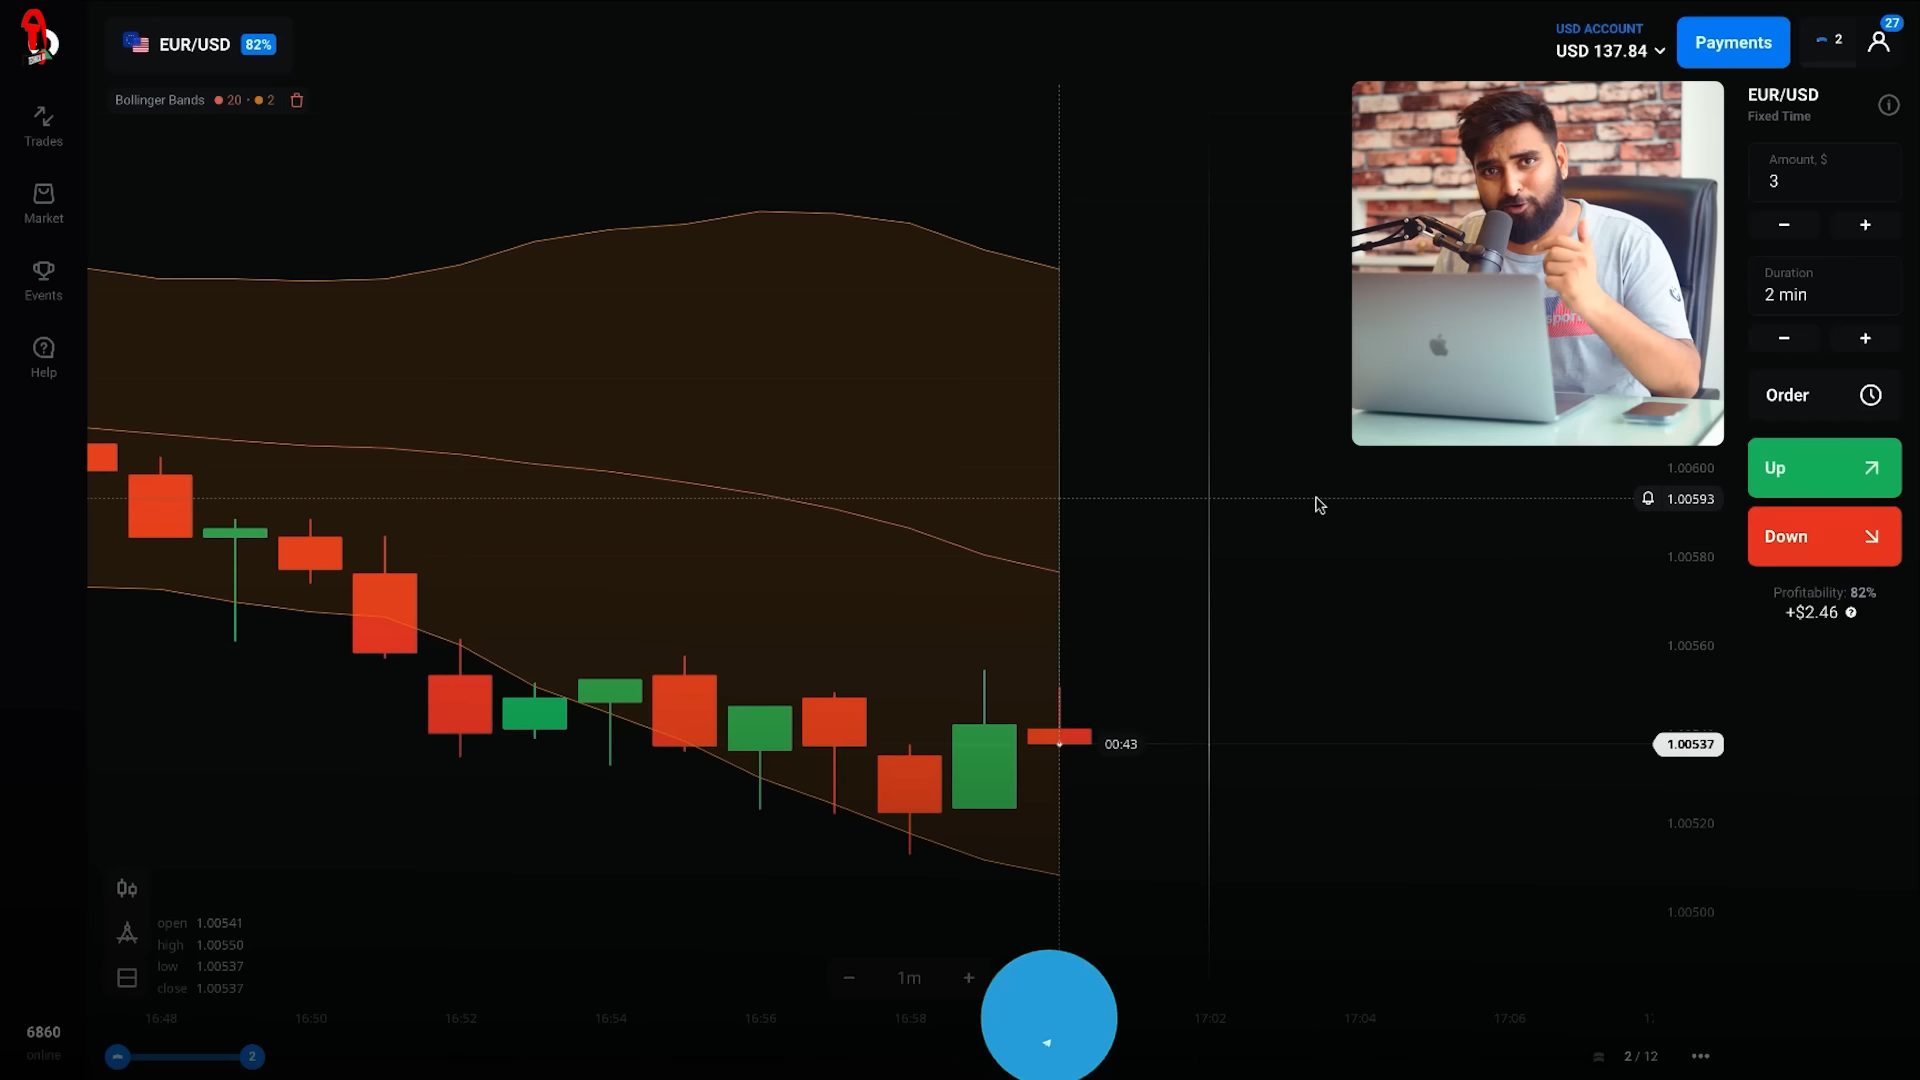 EUR/USD 82%
USD ACCOUNT
USD 137.84
Payments
2
27
Bollinger Bands 20 · 2
Trades
Market
Events
Help
EUR/USD
Fixed Time
Amount, $
3
− +
Duration
2 min
− +
Order
Up
Down
Profitability: 82%
+$2.46
sport
1.00600
1.00593
1.00580
1.00560
00:43
1.00537
1.00520
1.00500
open 1.00541
high 1.00550
low 1.00537
close 1.00537
− 1m +
16:48 16:50 16:52 16:54 16:56 16:58 17:02 17:04 17:06
6860
online
2
2 / 12